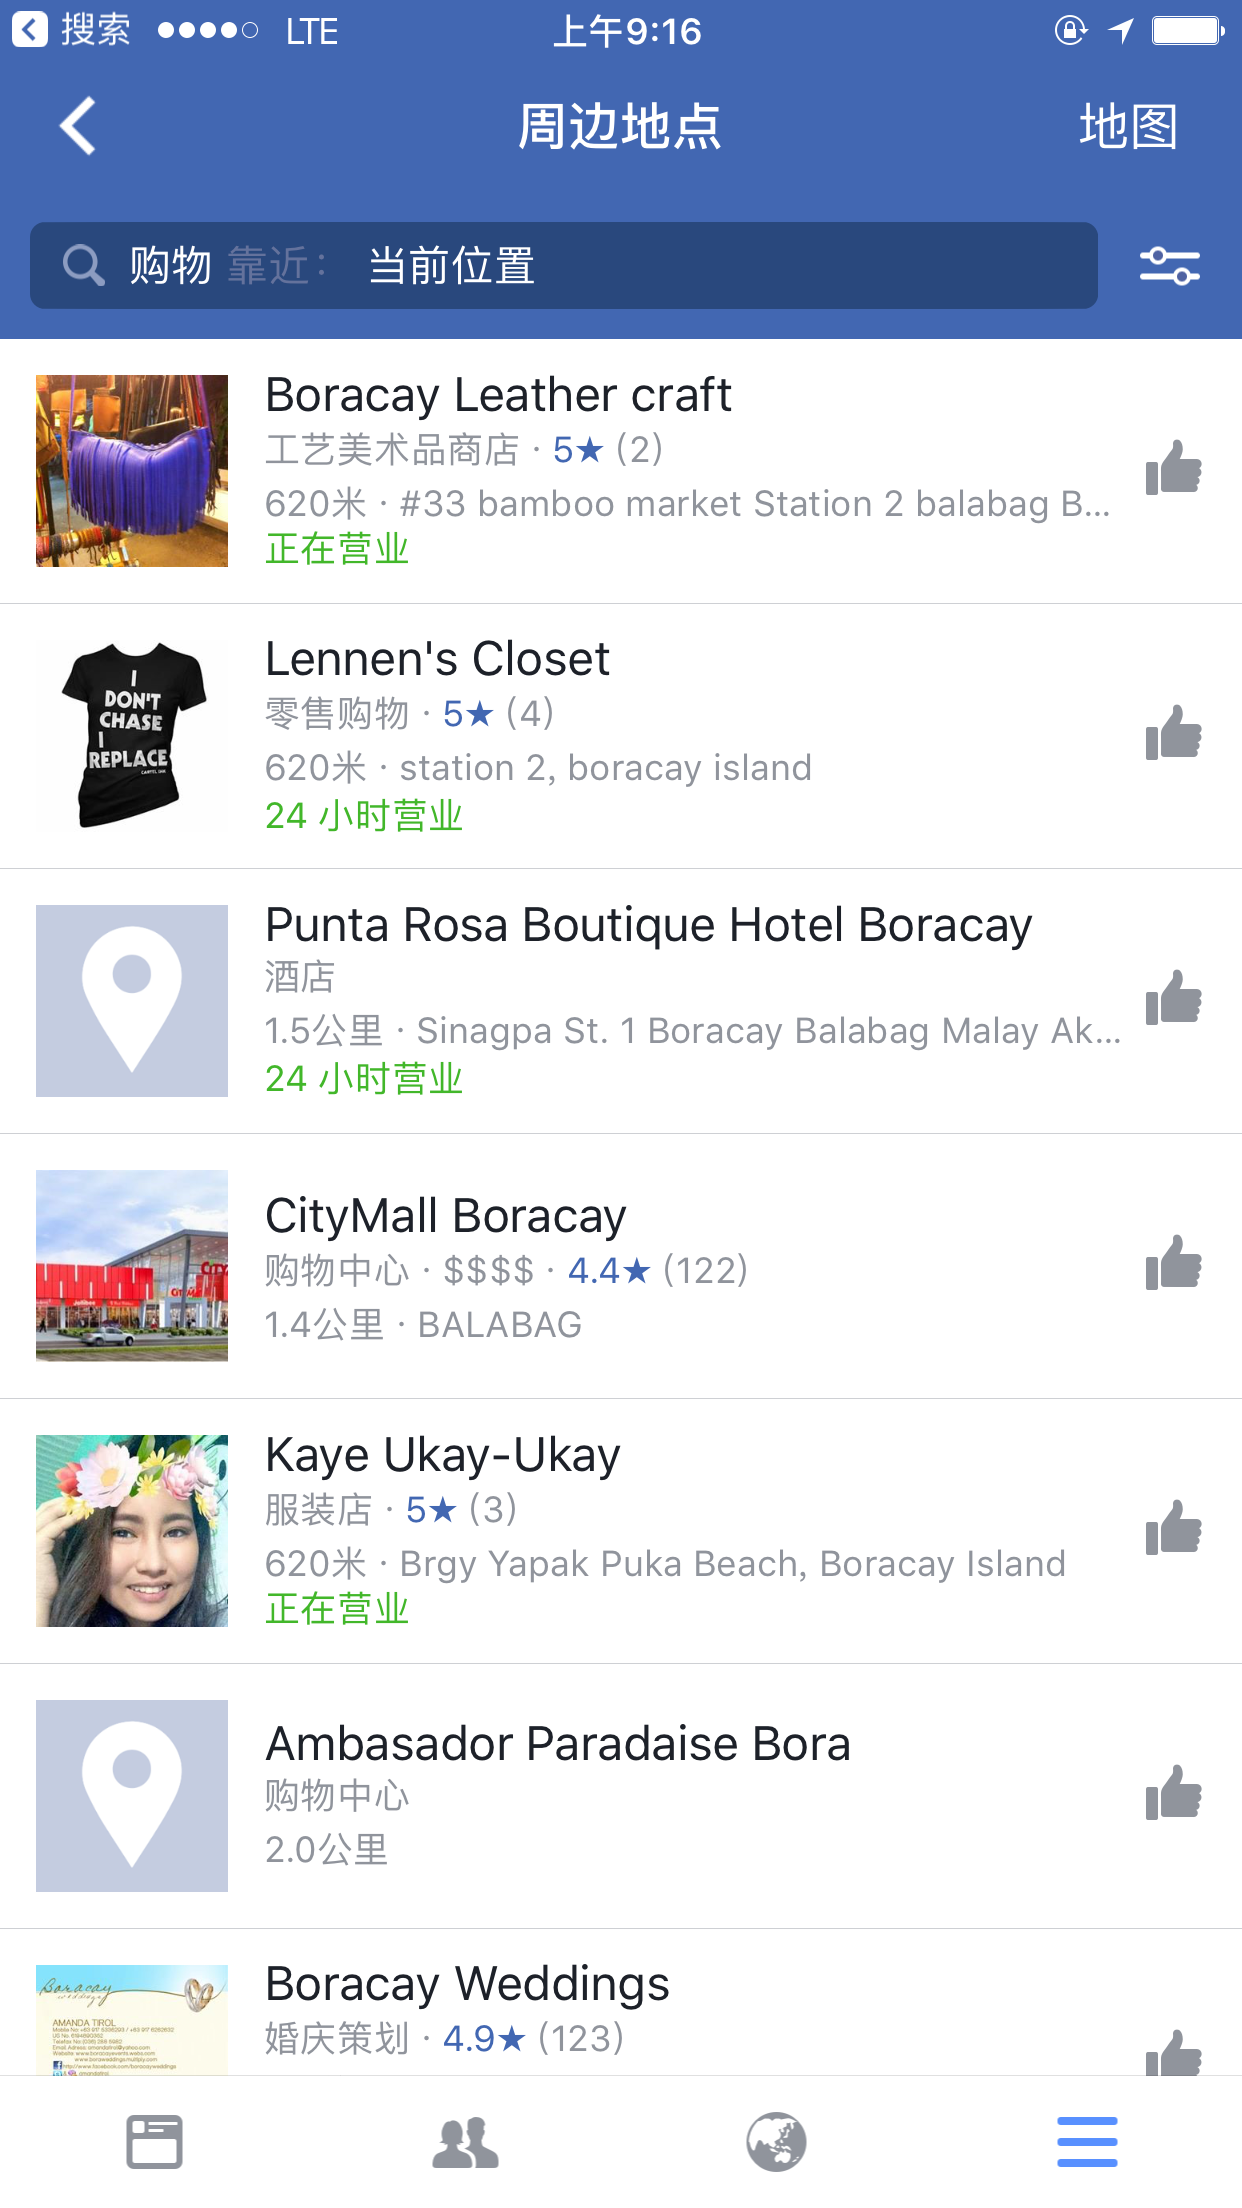 搜索 LTE 上午9:16
周边地点 地图
购物 靠近： 当前位置
Boracay Leather craft
工艺美术品商店 · 5★ (2)
620米 · #33 bamboo market Station 2 balabag B...
正在营业
I
DON'T
CHASE
I
REPLACE
Lennen's Closet
零售购物 · 5★ (4)
620米 · station 2, boracay island
24 小时营业
Punta Rosa Boutique Hotel Boracay
酒店
1.5公里 · Sinagpa St. 1 Boracay Balabag Malay Ak...
24 小时营业
CityMall Boracay
购物中心 · $$$$ · 4.4★ (122)
1.4公里 · BALABAG
Kaye Ukay-Ukay
服装店 · 5★ (3)
620米 · Brgy Yapak Puka Beach, Boracay Island
正在营业
Ambasador Paradaise Bora
购物中心
2.0公里
Boracay
weddings
AMANDA TIROL
Boracay Weddings
婚庆策划 · 4.9★ (123)